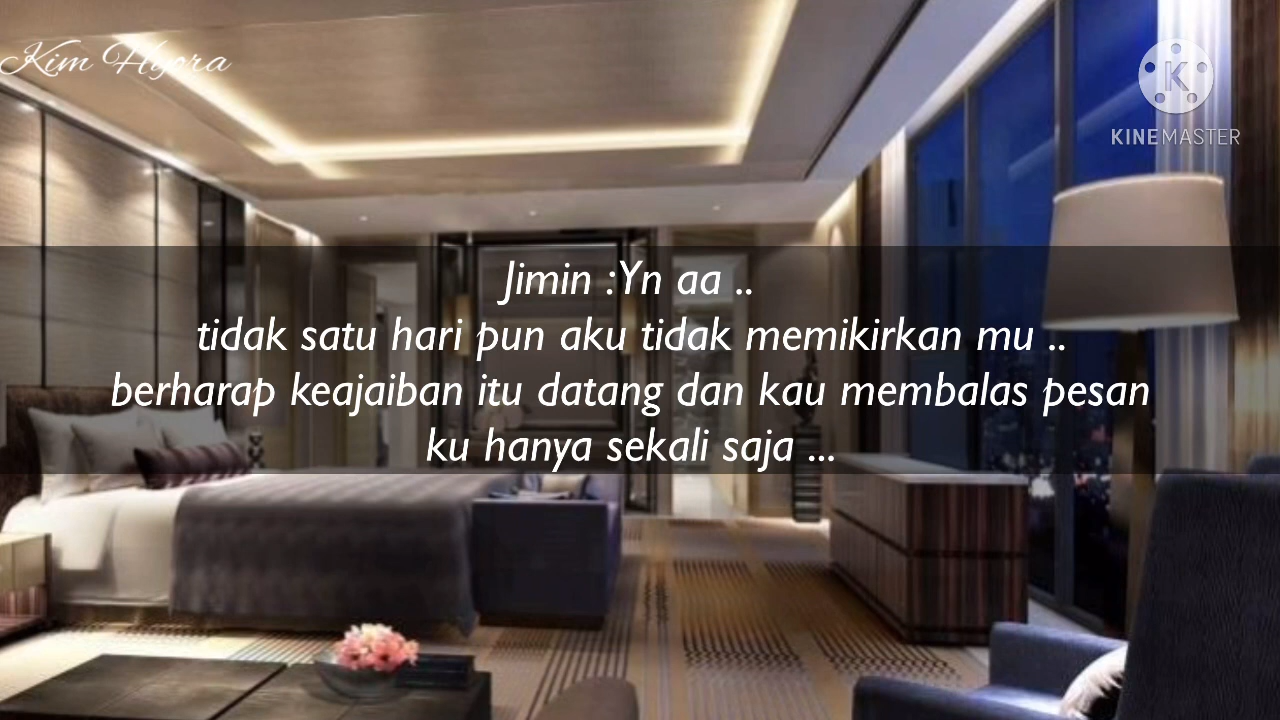 Kim Hyora
K
KINEMASTER
Jimin :Yn aa ..
tidak satu hari pun aku tidak memikirkan mu ..
berharap keajaiban itu datang dan kau membalas pesan
ku hanya sekali saja ...